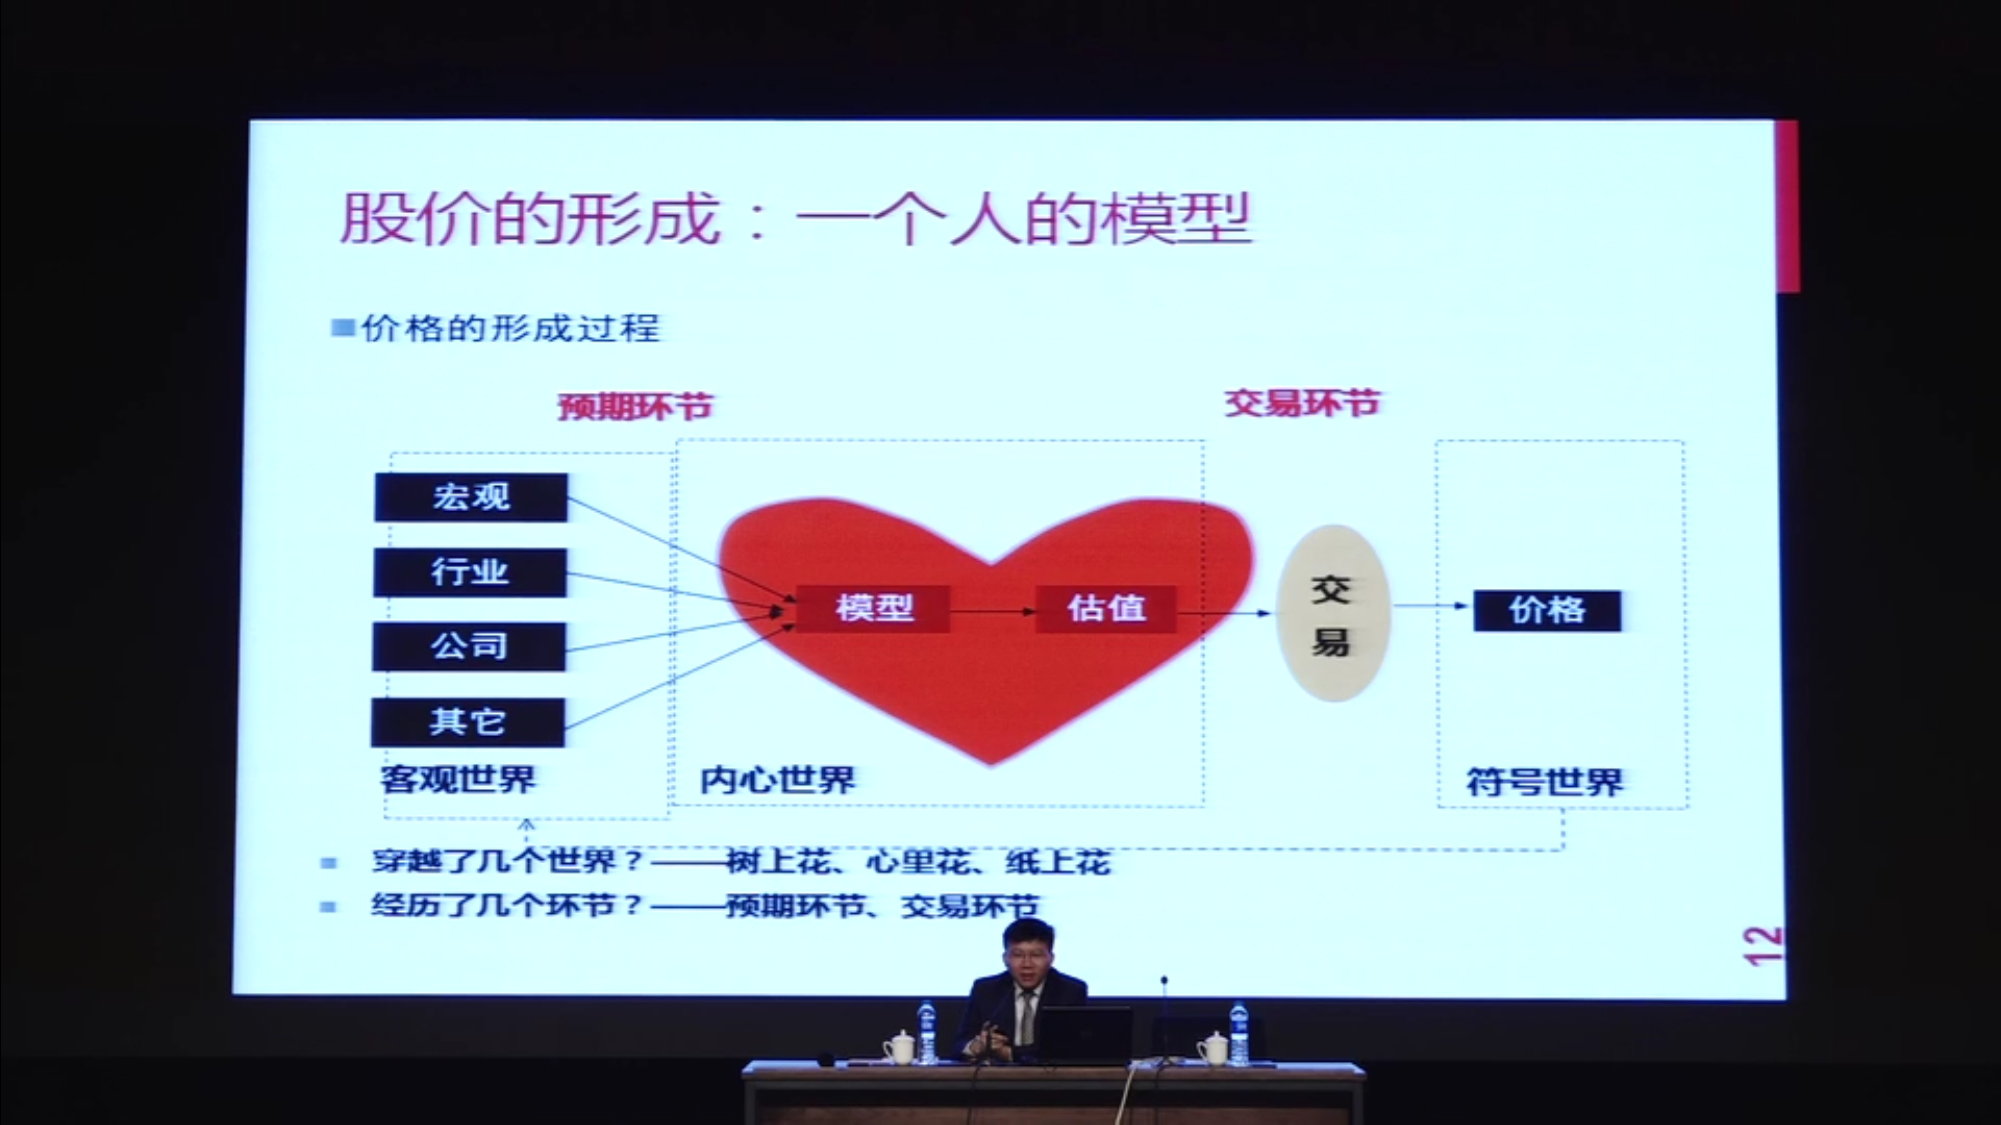 股价的形成：一个人的模型
价格的形成过程
预期环节
交易环节
宏观
行业
公司
其它
模型
估值
交
易
价格
客观世界
内心世界
符号世界
穿越了几个世界？——树上花、心里花、纸上花
经历了几个环节？——预期环节、交易环节
12